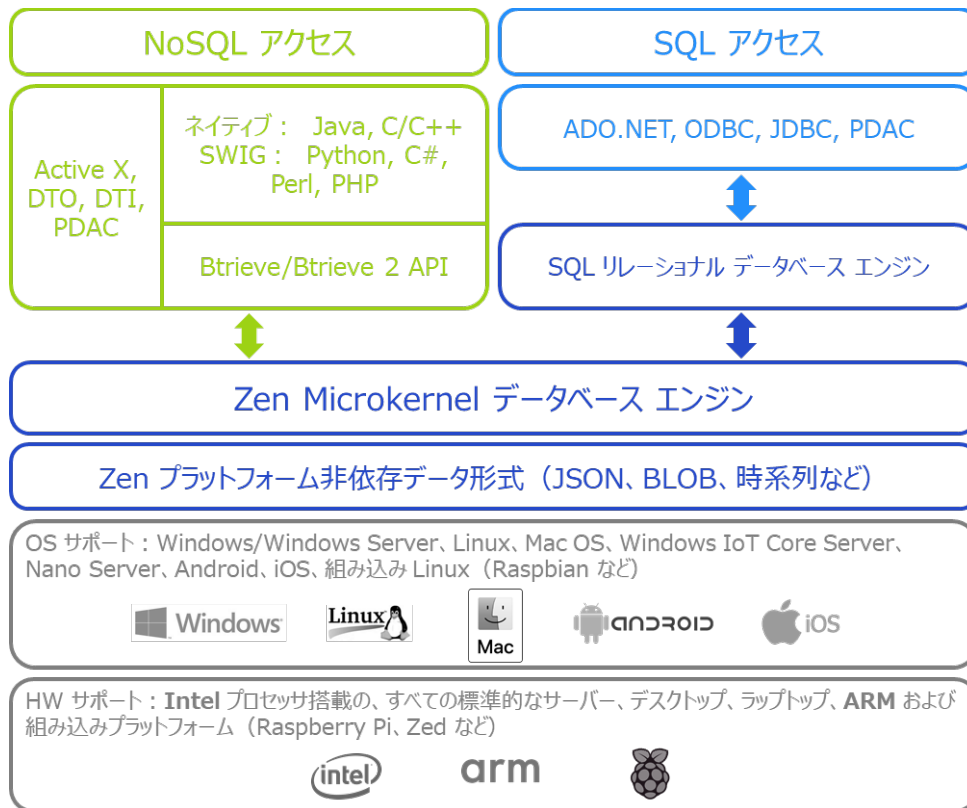 NoSQL アクセス
Active X,
DTO, DTI,
PDAC
ネイティブ： Java, C/C++
SWIG： Python, C#,
Perl, PHP
Btrieve/Btrieve 2 API
SQL アクセス
ADO.NET, ODBC, JDBC, PDAC
SQL リレーショナル データベース エンジン
Zen Microkernel データベース エンジン
Zen プラットフォーム非依存データ形式（JSON、BLOB、時系列など）
OS サポート：Windows/Windows Server、Linux、Mac OS、Windows IoT Core Server、
Nano Server、Android、iOS、組み込み Linux（Raspbian など）
Windows
Linux
Mac
ANDROID
iOS
HW サポート：Intel プロセッサ搭載の、すべての標準的なサーバー、デスクトップ、ラップトップ、ARM および
組み込みプラットフォーム（Raspberry Pi、Zed など）
intel
arm